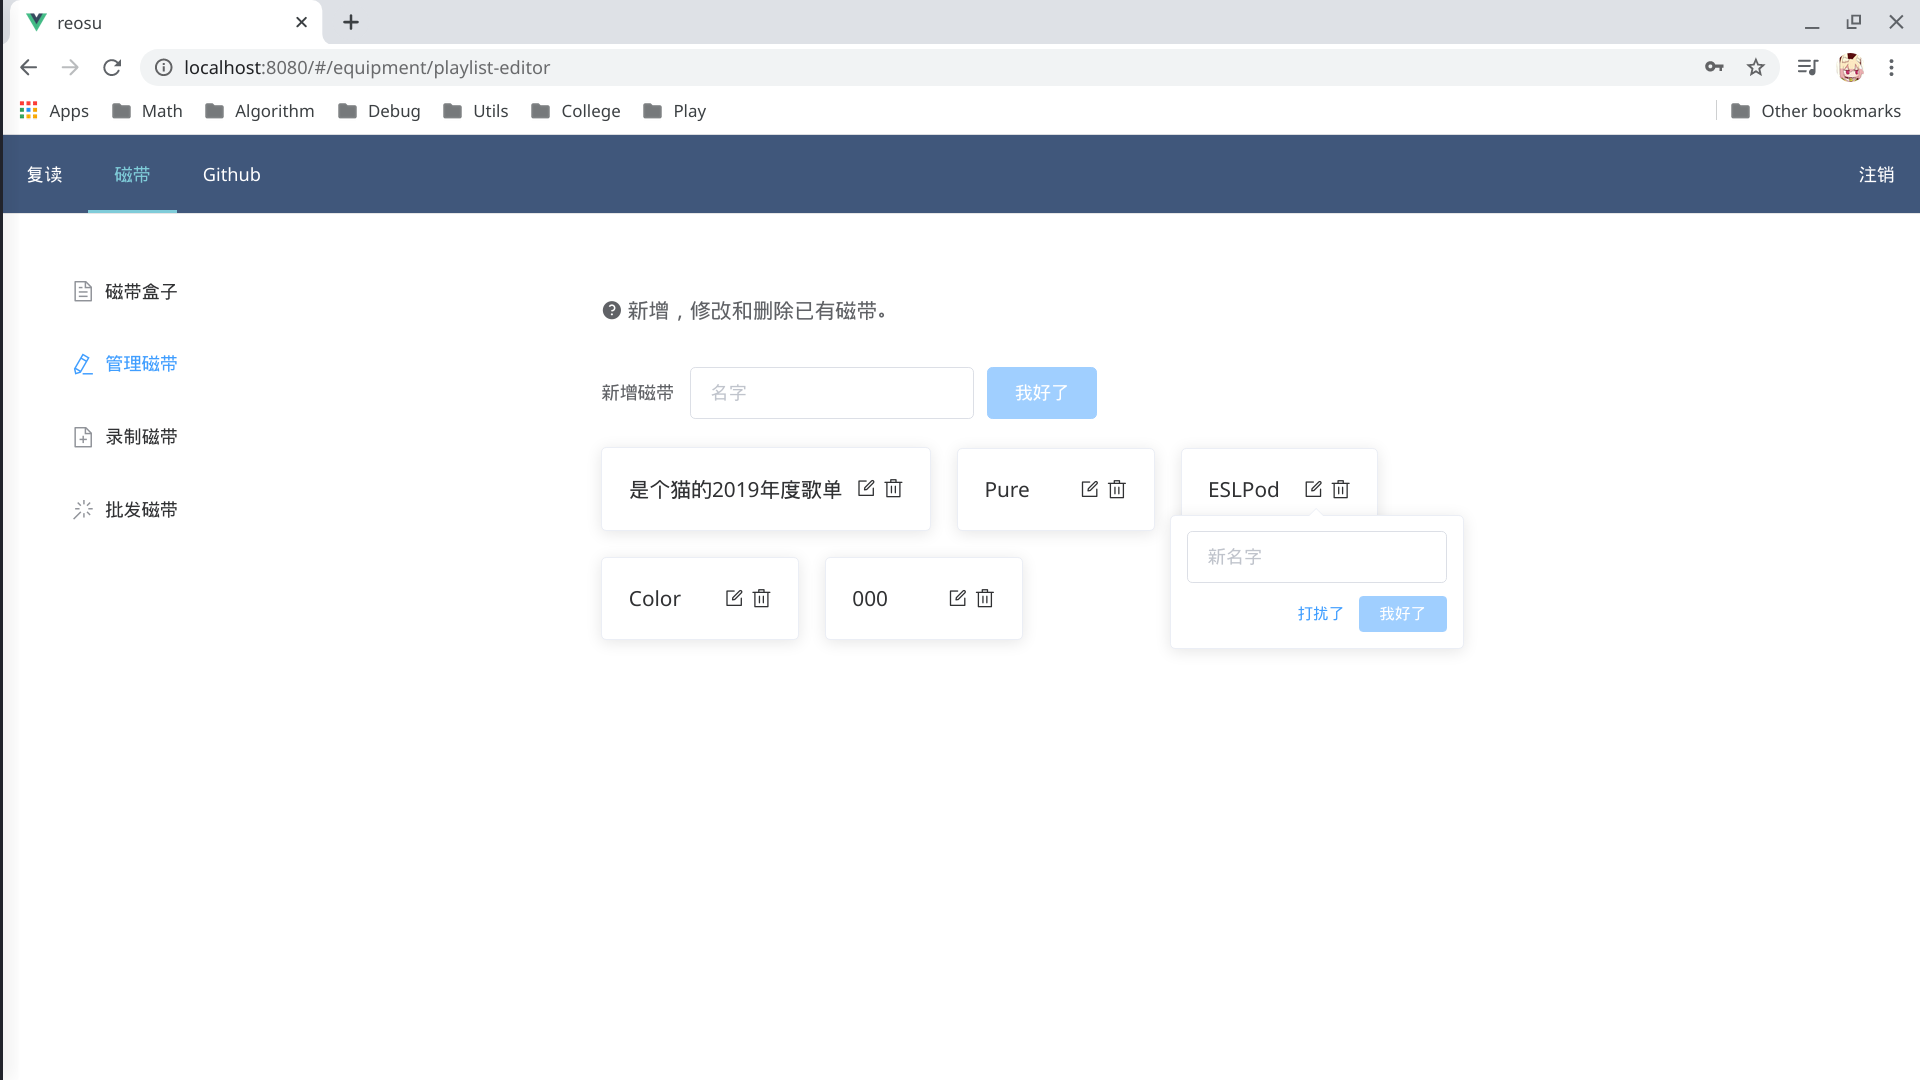 reosu
localhost:8080/#/equipment/playlist-editor
Apps Math Algorithm Debug Utils College Play Other bookmarks
复读 磁带 Github 注销
磁带盒子
管理磁带
录制磁带
批发磁带
新增，修改和删除已有磁带。
新增磁带 名字 我好了
是个猫的2019年度歌单 Pure ESLPod
新名字
打扰了 我好了
Color 000